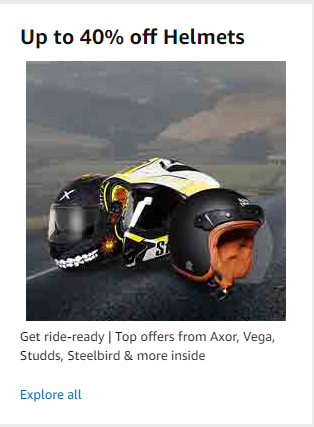 Up to 40% off Helmets
Get ride-ready | Top offers from Axor, Vega,
Studds, Steelbird & more inside
Explore all